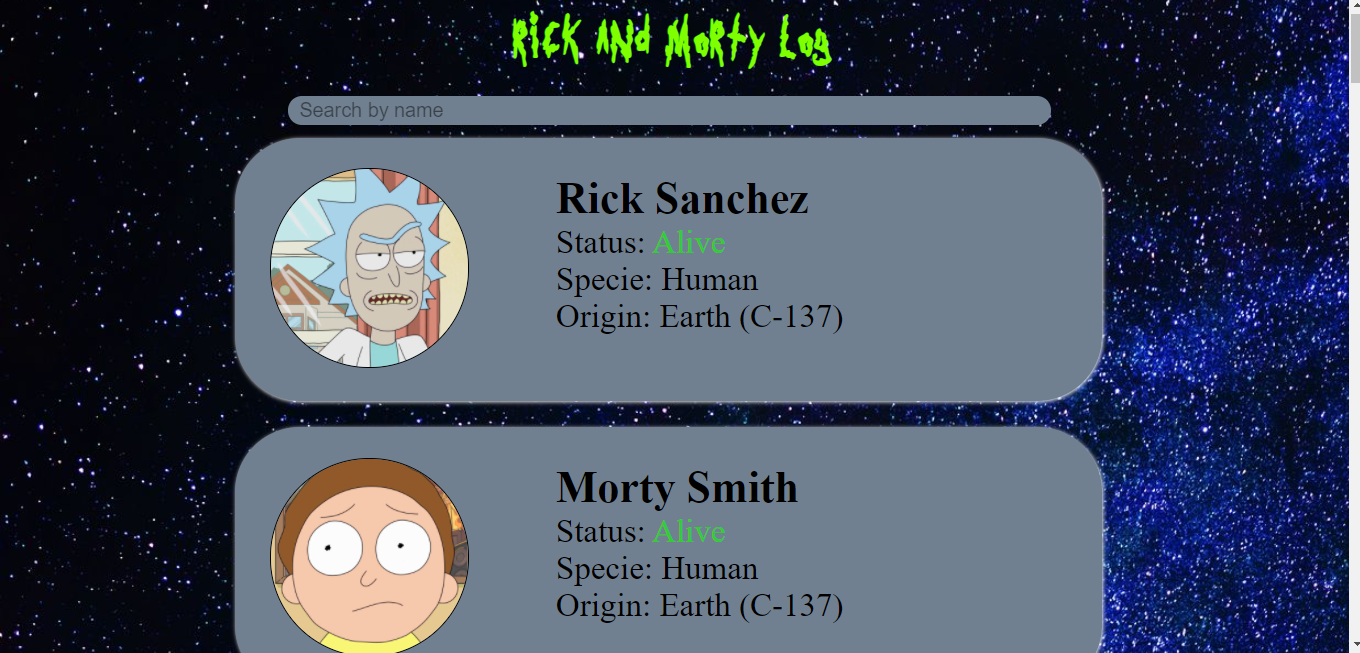 Rick and Morty Log
Search by name
Rick Sanchez
Status: Alive
Specie: Human
Origin: Earth (C-137)
Morty Smith
Status: Alive
Specie: Human
Origin: Earth (C-137)